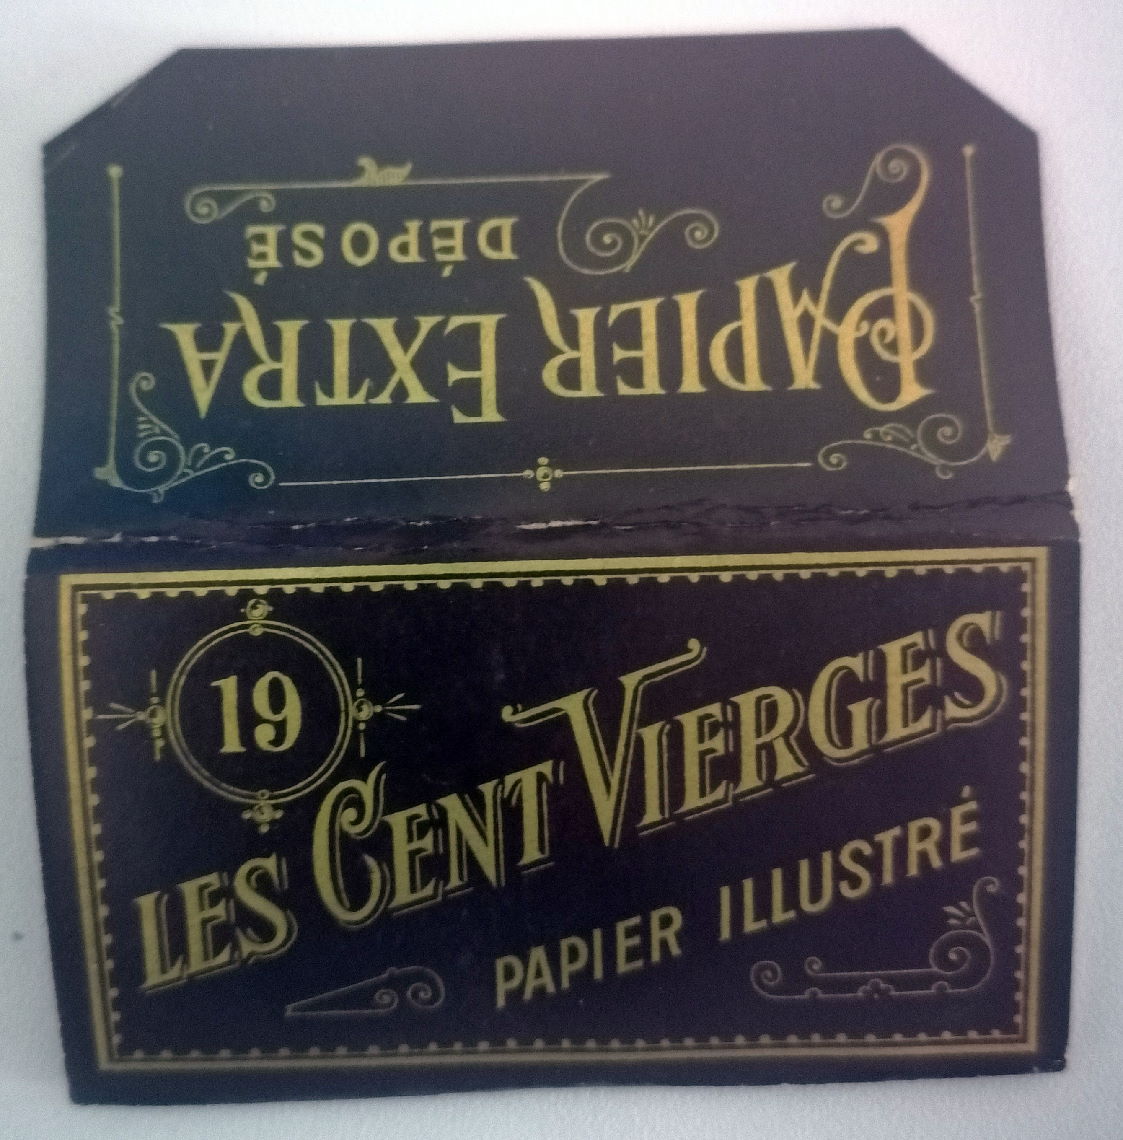 PAPIER EXTRA
DÉPOSÉ
19
LES CENT VIERGES
PAPIER ILLUSTRÉ